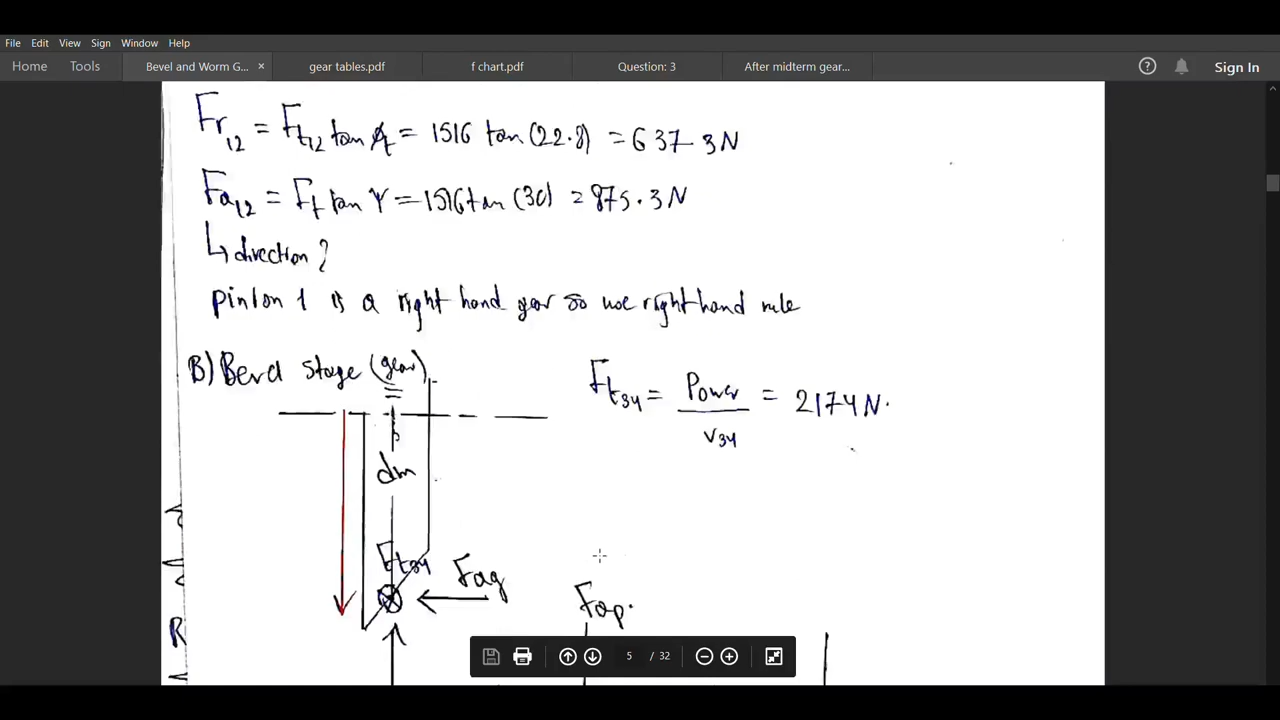 File Edit View Sign Window Help
Home Tools Bevel and Worm G... × gear tables.pdf f chart.pdf Question: 3 After midterm gear... Sign In
Fr12 = Ft12 tan ϕt = 1516 tan (22.8) = 637.3N
Fa12 = Ft tan Ψ = 1516 tan (30) = 875.3N
↳ direction?
pinion 1 is a right hand gear so use right hand rule
B) Bevel stage (gear)
Ft34 = Power / V34 = 2174 N.
dm
Ft34
Fag
Fap.
R
5 / 32